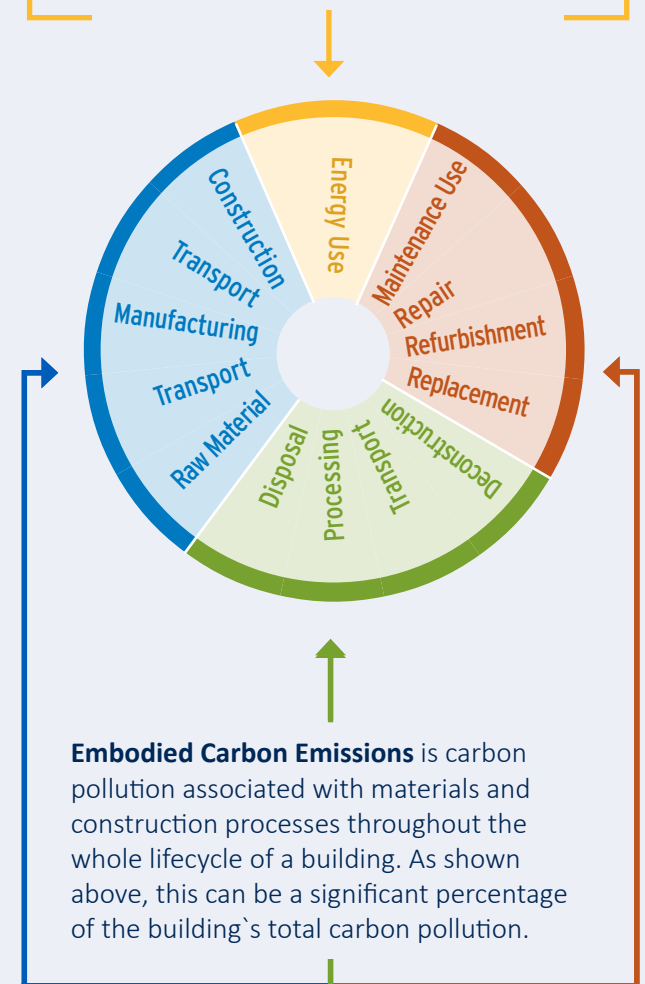 Energy Use
Maintenance Use
Repair
Refurbishment
Replacement
Deconstruction
Transport
Processing
Disposal
Raw Material
Transport
Manufacturing
Transport
Construction
Embodied Carbon Emissions is carbon
pollution associated with materials and
construction processes throughout the
whole lifecycle of a building. As shown
above, this can be a significant percentage
of the building`s total carbon pollution.